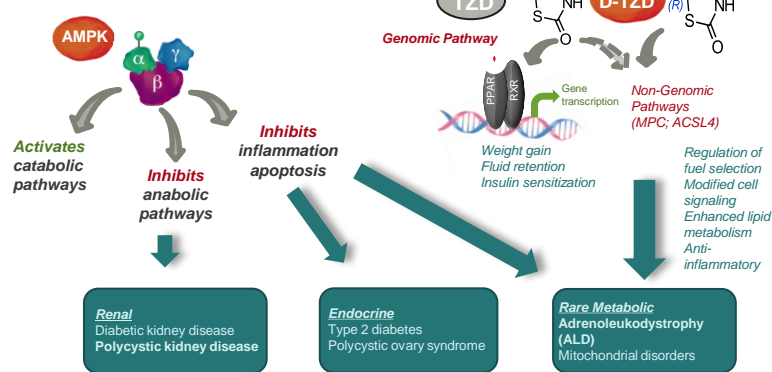 TZD
S
NH
O
D-TZD
(R)
S
NH
O
AMPK
α
γ
β
Genomic Pathway
PPAR
RXR
Gene
transcription
Non-Genomic
Pathways
(MPC; ACSL4)
Activates
catabolic
pathways
Inhibits
anabolic
pathways
Inhibits
inflammation
apoptosis
Weight gain
Fluid retention
Insulin sensitization
Regulation of
fuel selection
Modified cell
signaling
Enhanced lipid
metabolism
Anti-
inflammatory
Renal
Diabetic kidney disease
Polycystic kidney disease
Endocrine
Type 2 diabetes
Polycystic ovary syndrome
Rare Metabolic
Adrenoleukodystrophy
(ALD)
Mitochondrial disorders